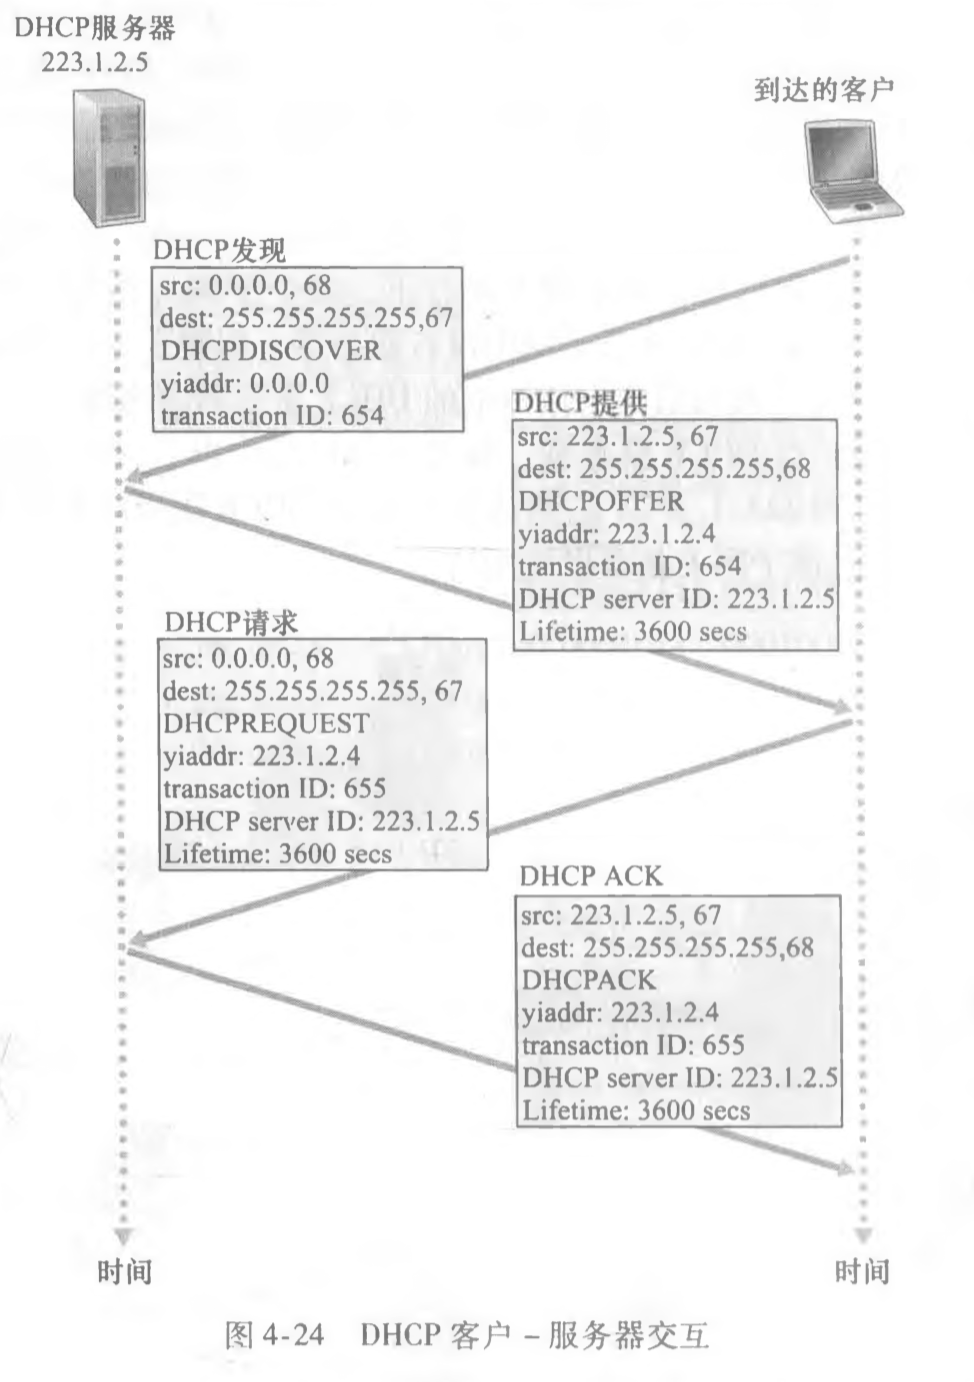 DHCP服务器
223.1.2.5
到达的客户
DHCP发现
src: 0.0.0.0, 68
dest: 255.255.255.255,67
DHCPDISCOVER
yiaddr: 0.0.0.0
transaction ID: 654
DHCP提供
src: 223.1.2.5, 67
dest: 255.255.255.255,68
DHCPOFFER
yiaddr: 223.1.2.4
transaction ID: 654
DHCP server ID: 223.1.2.5
Lifetime: 3600 secs
DHCP请求
src: 0.0.0.0, 68
dest: 255.255.255.255, 67
DHCPREQUEST
yiaddr: 223.1.2.4
transaction ID: 655
DHCP server ID: 223.1.2.5
Lifetime: 3600 secs
DHCP ACK
src: 223.1.2.5, 67
dest: 255.255.255.255,68
DHCPACK
yiaddr: 223.1.2.4
transaction ID: 655
DHCP server ID: 223.1.2.5
Lifetime: 3600 secs
时间
时间
图 4-24 DHCP 客户－服务器交互